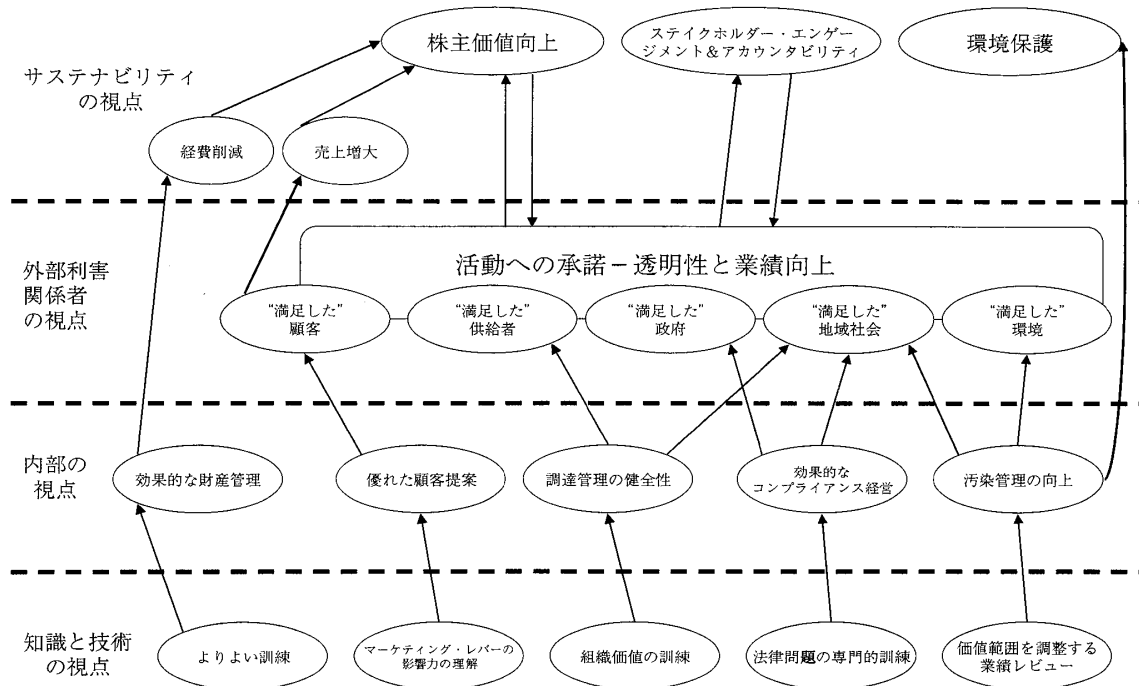 株主価値向上
ステイクホルダー・エンゲー
ジメント&アカウンタビリティ
環境保護
サステナビリティ
の視点
経費削減
売上増大
外部利害
関係者
の視点
活動への承諾－透明性と業績向上
“満足した”
顧客
“満足した”
供給者
“満足した”
政府
“満足した”
地域社会
“満足した”
環境
内部の
視点
効果的な財産管理
優れた顧客提案
調達管理の健全性
効果的な
コンプライアンス経営
汚染管理の向上
知識と技術
の視点
よりよい訓練
マーケティング・レバーの
影響力の理解
組織価値の訓練
法律問題の専門的訓練
価値範囲を調整する
業績レビュー